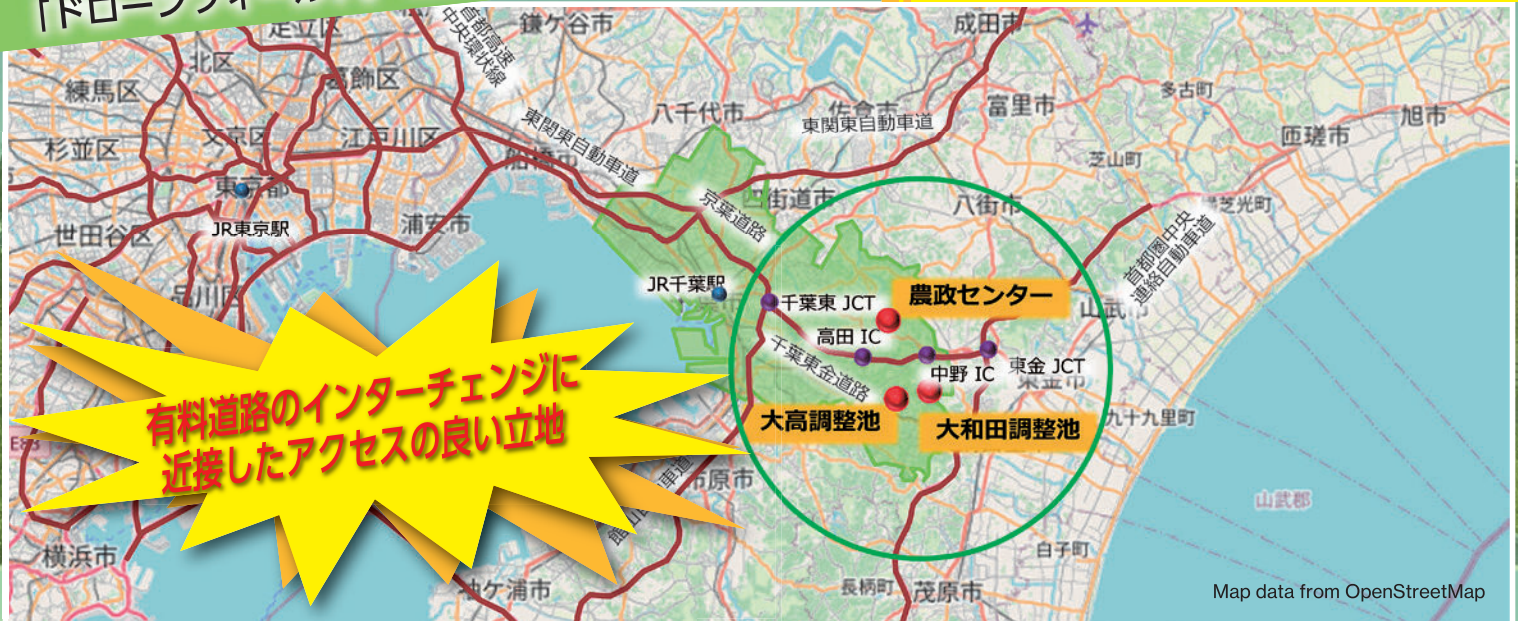 「ドローンフィール
足立区
首都高速
中央環状線
鎌ケ谷市
成田市
北区
葛飾区
練馬区
八千代市
佐倉市
東関東自動車道
富里市
多古町
旭市
匝瑳市
文京区
江戸川区
杉並区
船橋市
東関東自動車道
芝山町
東京都
JR東京駅
浦安市
京葉道路
四街道市
八街市
横芝光町
世田谷区
首都圏中央
連絡自動車道
品川区
JR千葉駅
千葉東 JCT
農政センター
山武市
高田 IC
千葉東金道路
中野 IC
東金 JCT
東金市
有料道路のインターチェンジに
近接したアクセスの良い立地
大高調整池
大和田調整池
九十九里町
市原市
山武郡
横浜市
白子町
袖ケ浦市
長柄町
茂原市
Map data from OpenStreetMap